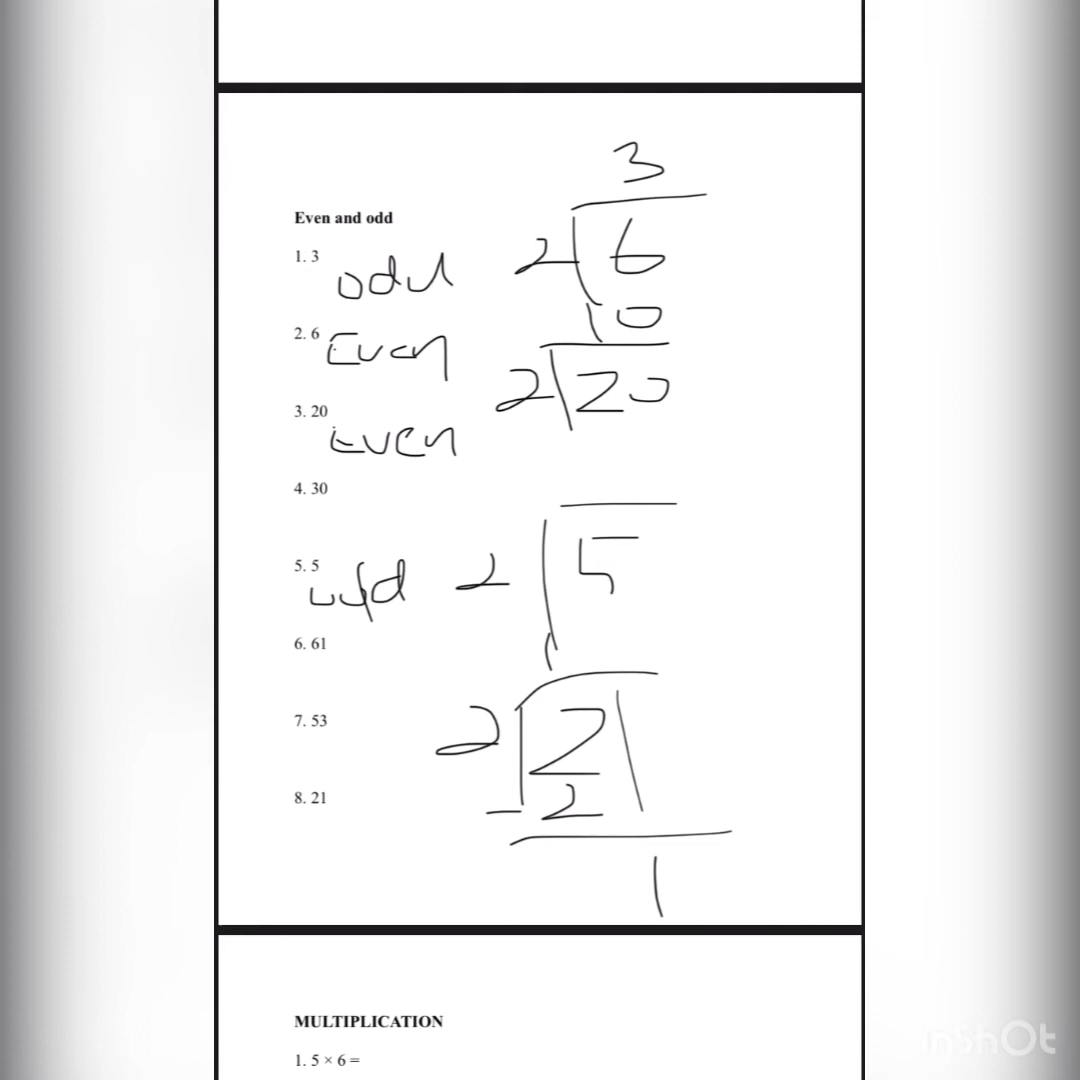 3
Even and odd
1. 3
odd
2 6
10
2. 6
Even
2 20
3. 20
Even
4. 30
5. 5
odd
2 5
6. 61
1
7. 53
2 21
- 2
8. 21
1
MULTIPLICATION
1. 5 × 6 =
InShOt